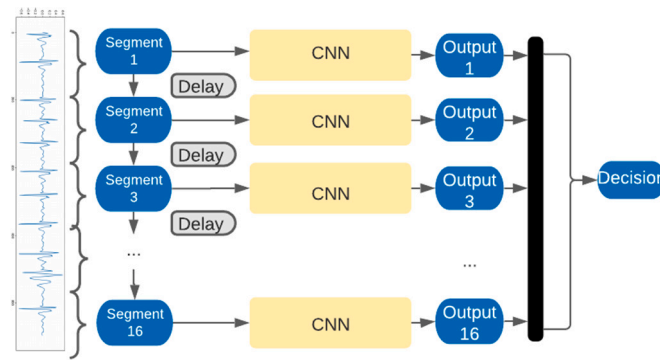 Segment
1
CNN
Output
1
Delay
Segment
2
CNN
Output
2
Delay
Segment
3
CNN
Output
3
Decision
Delay
...
...
Segment
16
CNN
Output
16